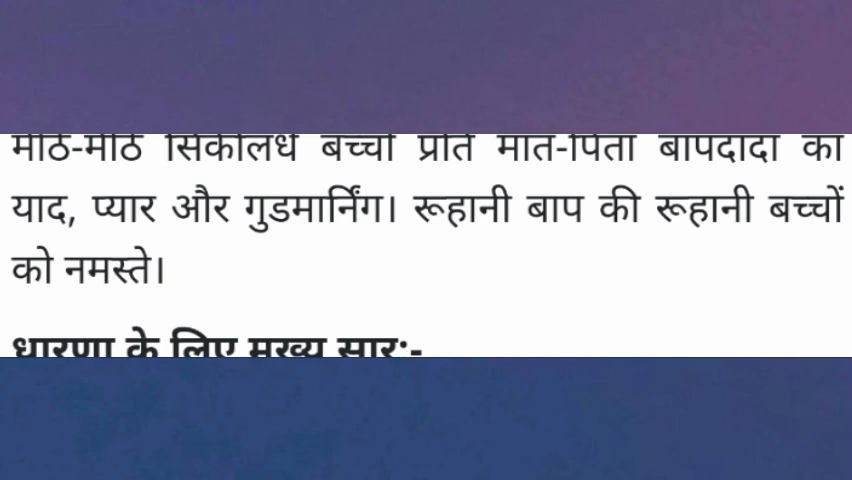 मीठे-मीठे सिकीलधे बच्चों प्रति मात-पिता बापदादा का
याद, प्यार और गुडमार्निंग। रूहानी बाप की रूहानी बच्चों
को नमस्ते।
धारणा के लिए मुख्य सार:-